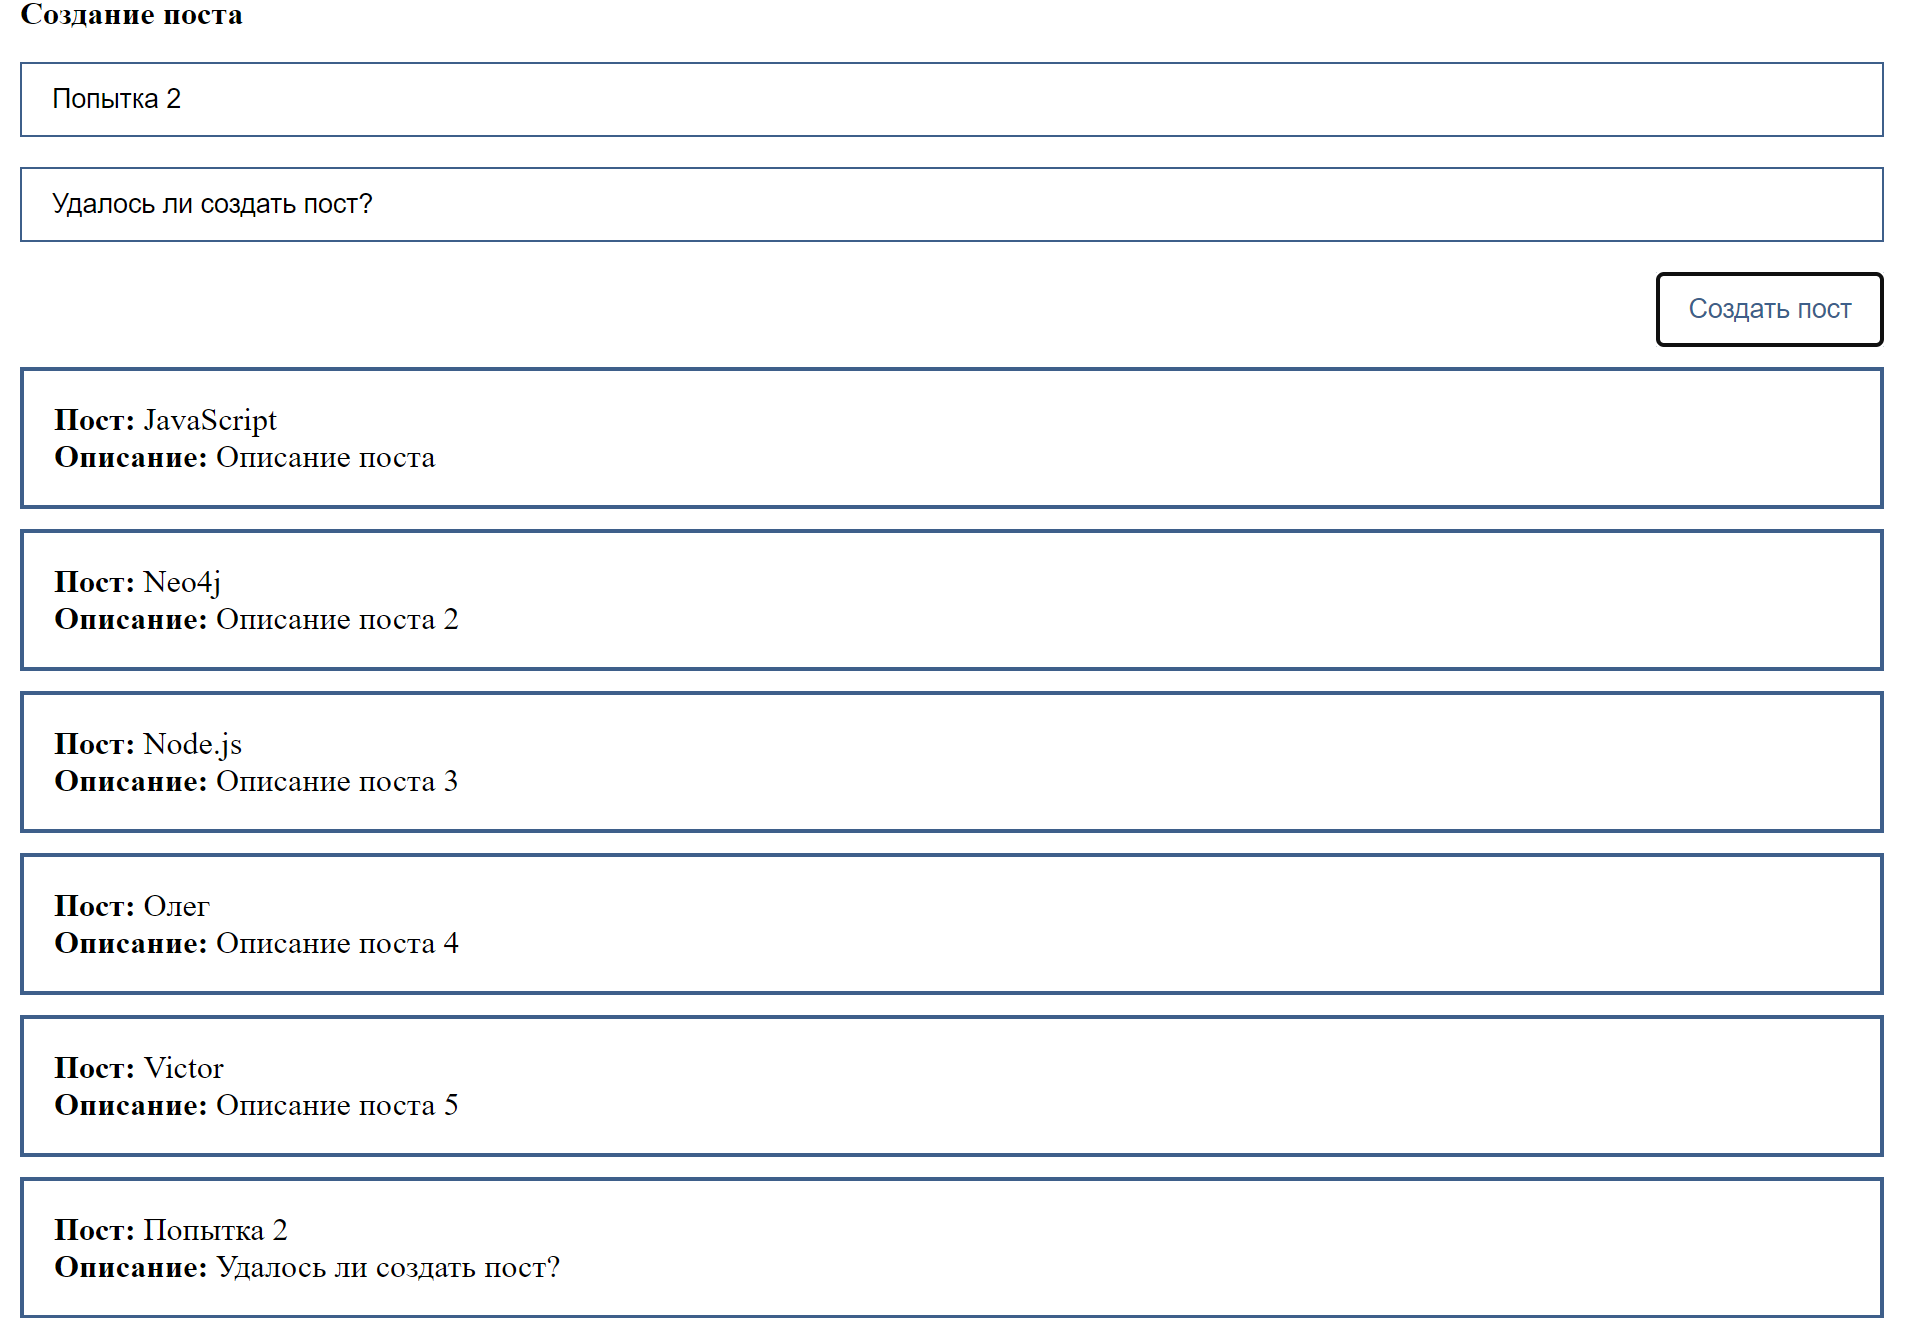 Создание поста
Попытка 2
Удалось ли создать пост?
Создать пост
Пост: JavaScript
Описание: Описание поста
Пост: Neo4j
Описание: Описание поста 2
Пост: Node.js
Описание: Описание поста 3
Пост: Олег
Описание: Описание поста 4
Пост: Victor
Описание: Описание поста 5
Пост: Попытка 2
Описание: Удалось ли создать пост?